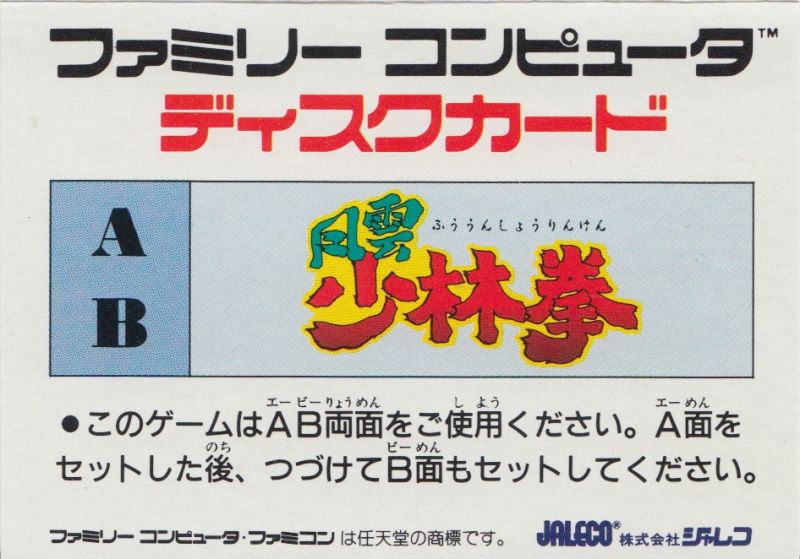 ファミリー コンピュータ™
ディスクカード
A
B
ふううんしょうりんけん
風雲
少林拳
エービーりょうめん しよう エーめん
●このゲームはAB両面をご使用ください。A面を
のち ビーめん
セットした後、つづけてB面もセットしてください。
ファミリー コンピュータ・ファミコン は任天堂の商標です。 JALECO® 株式会社ジャレコ